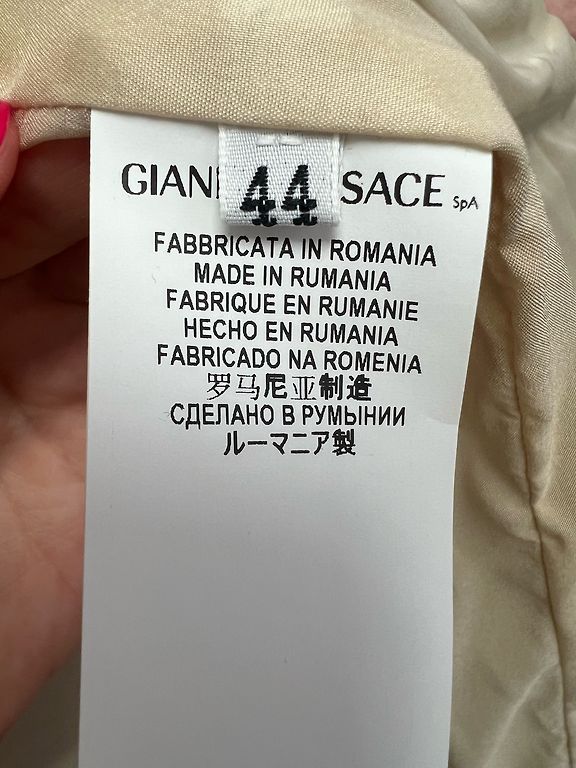 GIAN 44 SACE SpA
FABBRICATA IN ROMANIA
MADE IN RUMANIA
FABRIQUE EN RUMANIE
HECHO EN RUMANIA
FABRICADO NA ROMENIA
罗马尼亚制造
СДЕЛАНО В РУМЫНИИ
ルーマニア製